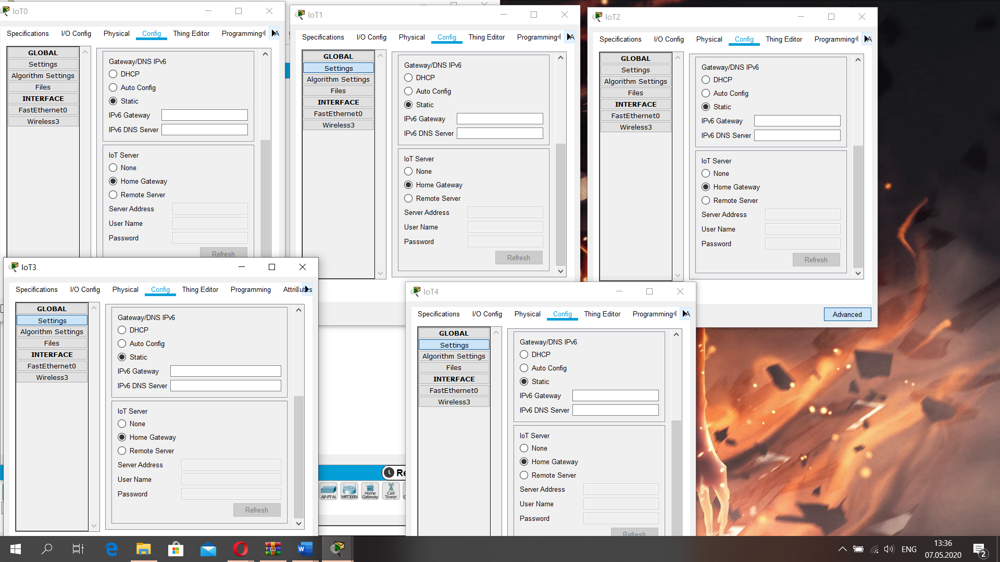 IoT0
Specifications I/O Config Physical Config Thing Editor Programming A
GLOBAL
Settings
Algorithm Settings
Files
INTERFACE
FastEthernet0
Wireless3
Gateway/DNS IPv6
DHCP
Auto Config
Static
IPv6 Gateway
IPv6 DNS Server
IoT Server
None
Home Gateway
Remote Server
Server Address
User Name
Password
Refresh
IoT1
Specifications I/O Config Physical Config Thing Editor Programming A
GLOBAL
Settings
Algorithm Settings
Files
INTERFACE
FastEthernet0
Wireless3
Gateway/DNS IPv6
DHCP
Auto Config
Static
IPv6 Gateway
IPv6 DNS Server
IoT Server
None
Home Gateway
Remote Server
Server Address
User Name
Password
Refresh
IoT2
Specifications I/O Config Physical Config Thing Editor Programming A
GLOBAL
Settings
Algorithm Settings
Files
INTERFACE
FastEthernet0
Wireless3
Gateway/DNS IPv6
DHCP
Auto Config
Static
IPv6 Gateway
IPv6 DNS Server
IoT Server
None
Home Gateway
Remote Server
Server Address
User Name
Password
Refresh
Advanced
IoT3
Specifications I/O Config Physical Config Thing Editor Programming Attributes
GLOBAL
Settings
Algorithm Settings
Files
INTERFACE
FastEthernet0
Wireless3
Gateway/DNS IPv6
DHCP
Auto Config
Static
IPv6 Gateway
IPv6 DNS Server
IoT Server
None
Home Gateway
Remote Server
Server Address
User Name
Password
Refresh
Re
AP-PT-N
WRT300N
Home
Gateway
Cell
Tower
IoT4
Specifications I/O Config Physical Config Thing Editor Programming A
GLOBAL
Settings
Algorithm Settings
Files
INTERFACE
FastEthernet0
Wireless3
Gateway/DNS IPv6
DHCP
Auto Config
Static
IPv6 Gateway
IPv6 DNS Server
IoT Server
None
Home Gateway
Remote Server
Server Address
User Name
Password
Refresh
ENG
13:36
07.05.2020
2